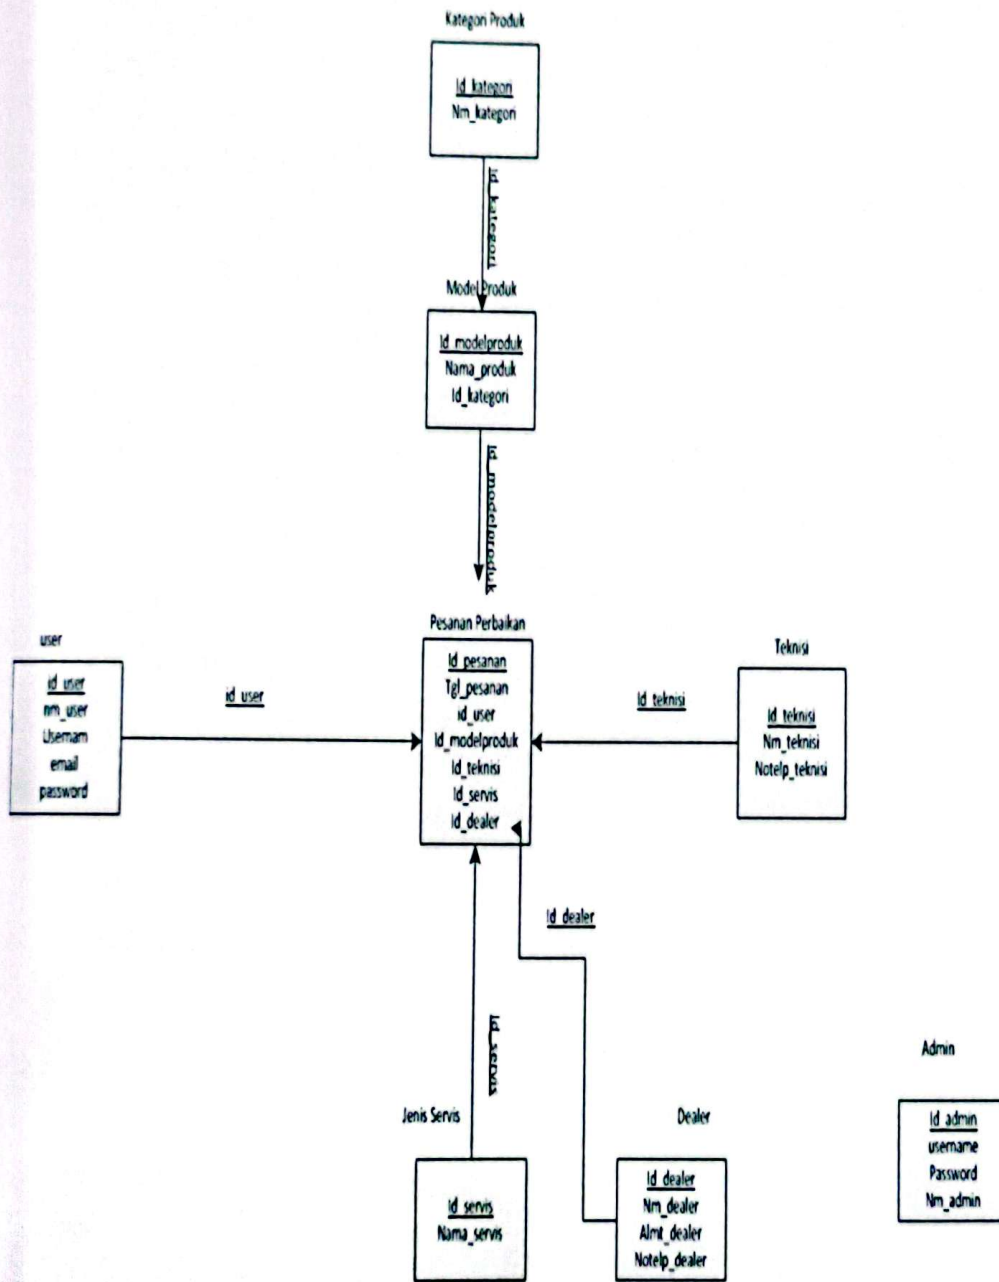 Kategori Produk
Id_kategori
Nm_kategori
Id_kategori
Model Produk
Id_modelproduk
Nama_produk
Id_kategori
Id_modelproduk
Pesanan Perbaikan
Id_pesanan
Tgl_pesanan
id_user
Id_modelproduk
Id_teknisi
Id_servis
Id_dealer
user
id_user
nm_user
Usernam
email
password
id_user
Teknisi
Id_teknisi
Nm_teknisi
Notelp_teknisi
Id_teknisi
Id_dealer
Id_servis
Jenis Servis
Id_servis
Nama_servis
Dealer
Id_dealer
Nm_dealer
Almt_dealer
Notelp_dealer
Admin
Id_admin
username
Password
Nm_admin